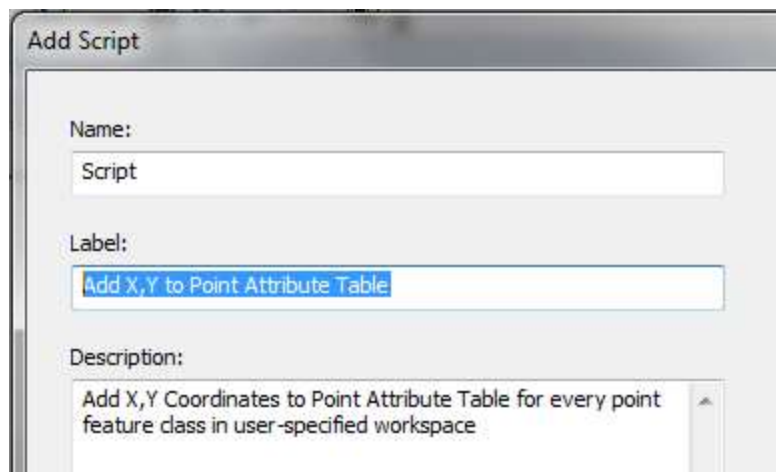 Add Script
Name:
Script
Label:
Add X,Y to Point Attribute Table
Description:
Add X,Y Coordinates to Point Attribute Table for every point
feature class in user-specified workspace